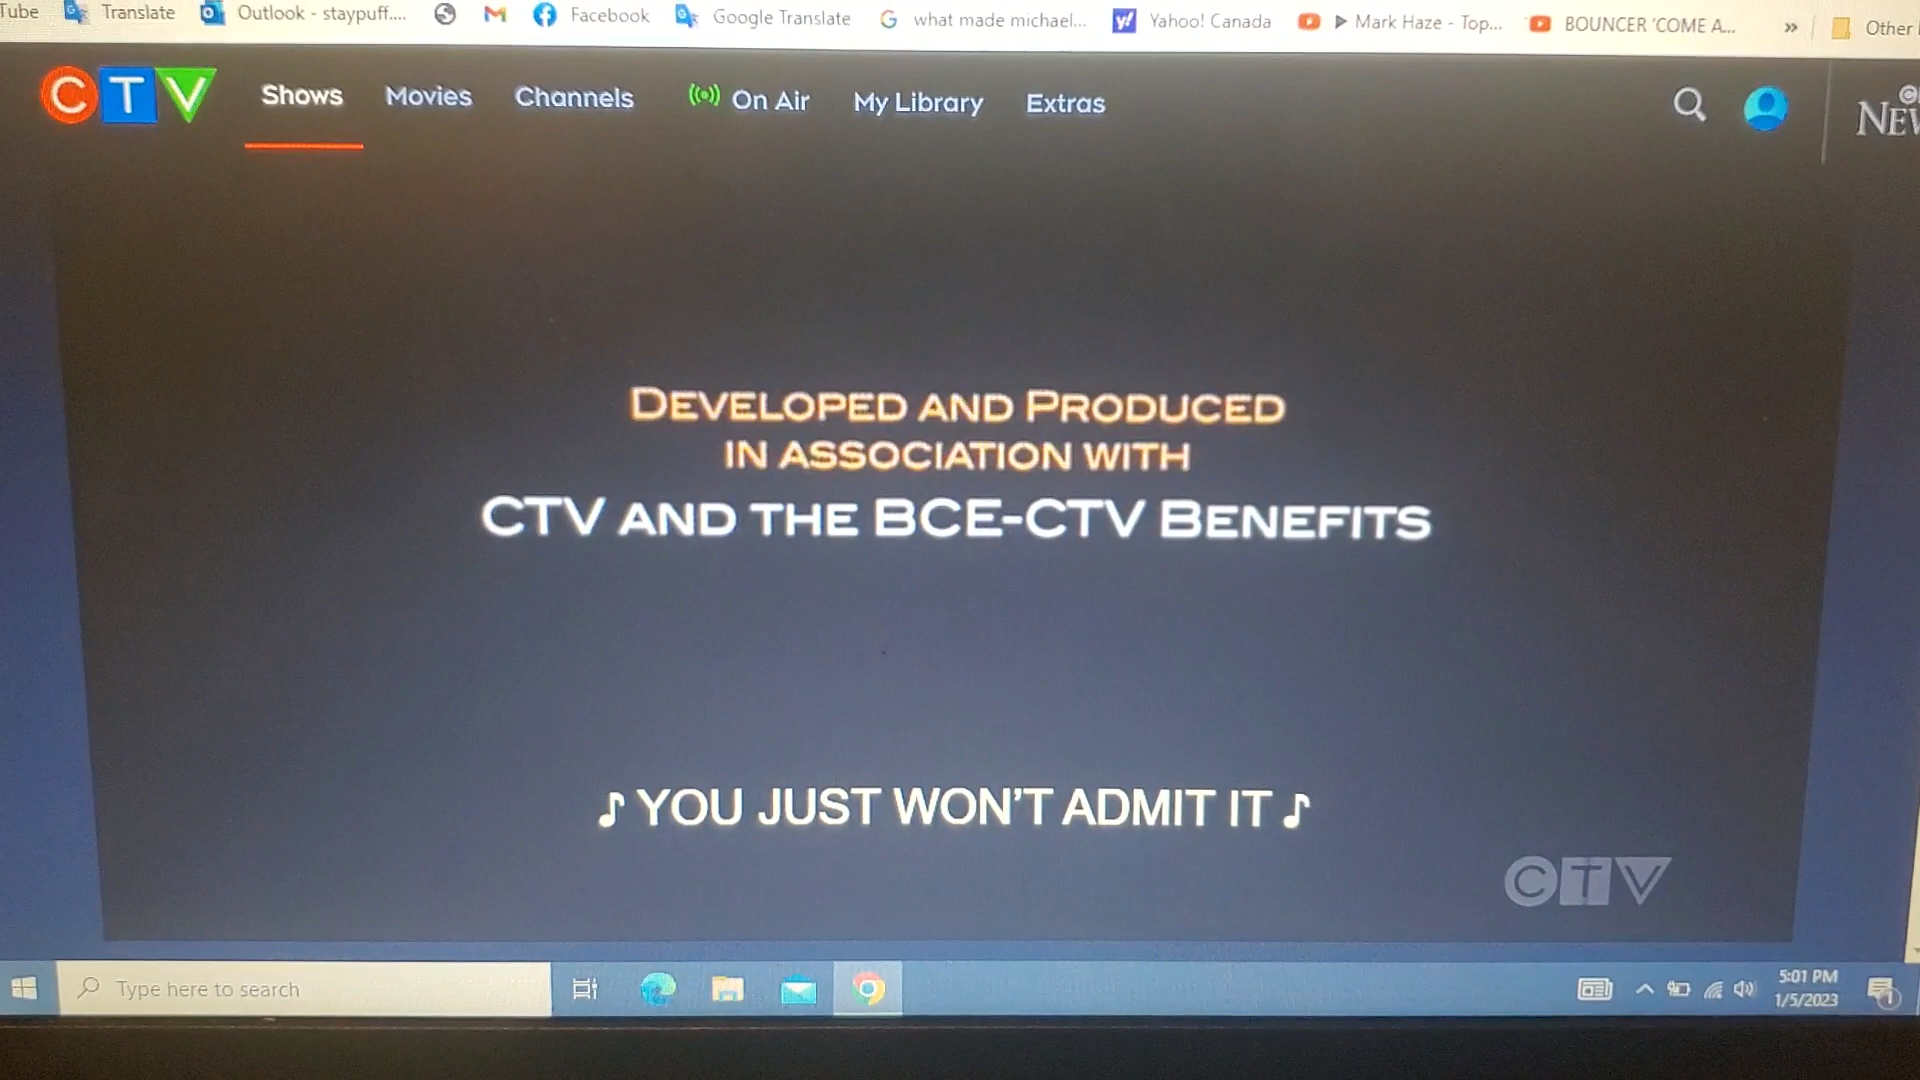 Tube Translate Outlook - staypuff.... Facebook Google Translate what made michael... Yahoo! Canada Mark Haze - Top... BOUNCER 'COME A... » Other
CTV Shows Movies Channels On Air My Library Extras
DEVELOPED AND PRODUCED
IN ASSOCIATION WITH
CTV AND THE BCE-CTV BENEFITS
♪ YOU JUST WON'T ADMIT IT ♪
CTV
Type here to search
5:01 PM
1/5/2023
1